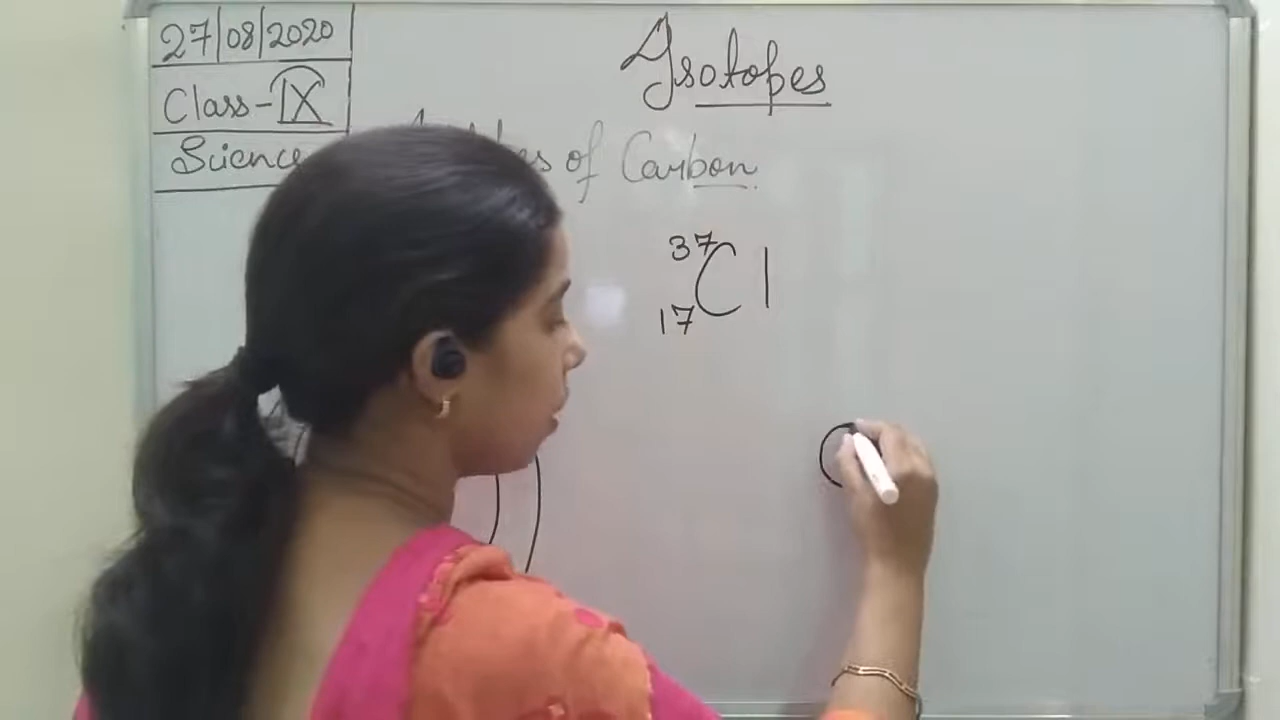 27/08/2020
Class-IX
Science
Isotopes
of Carbon.
37
Cl
17